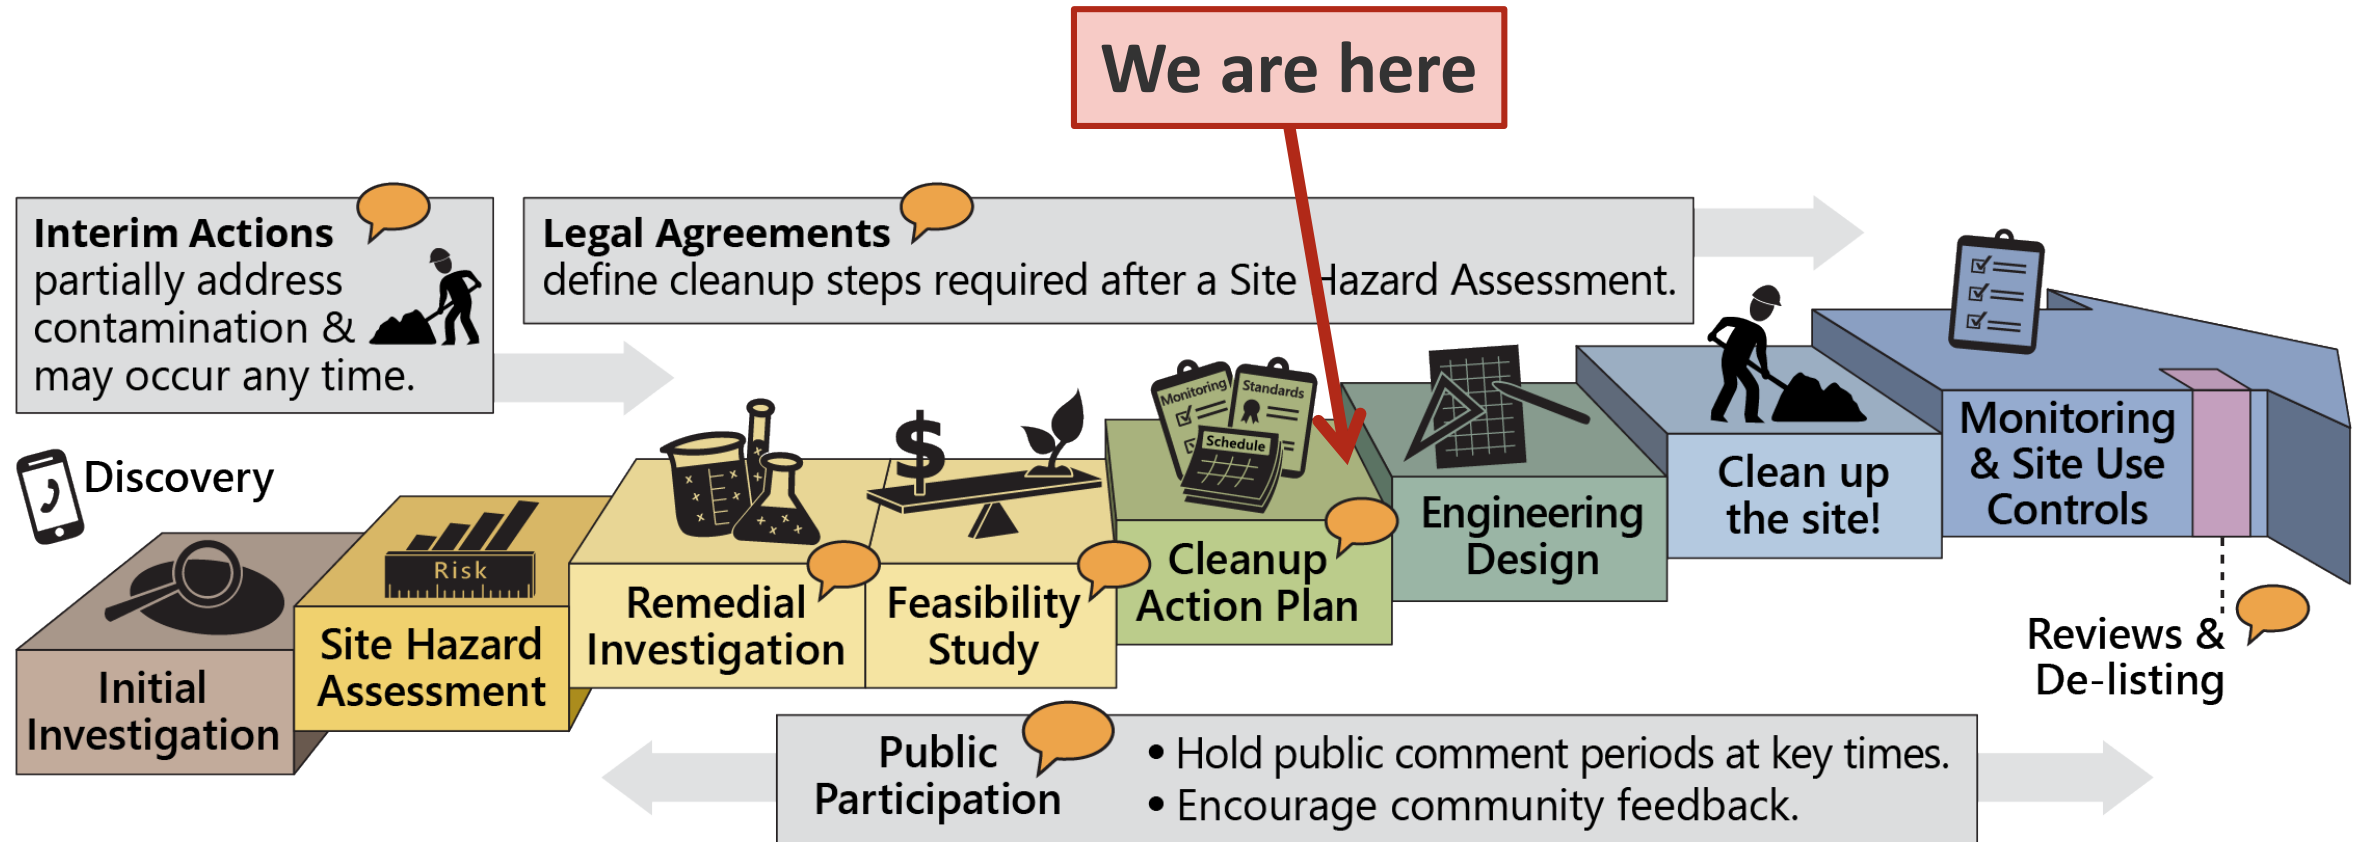 We are here
Interim Actions
partially address
contamination &
may occur any time.
Legal Agreements
define cleanup steps required after a Site Hazard Assessment.
Discovery
Initial
Investigation
Risk
Site Hazard
Assessment
Remedial
Investigation
$
Feasibility
Study
Monitoring
Standards
Schedule
Cleanup
Action Plan
Engineering
Design
Clean up
the site!
Monitoring
& Site Use
Controls
Reviews &
De-listing
Public
Participation
• Hold public comment periods at key times.
• Encourage community feedback.